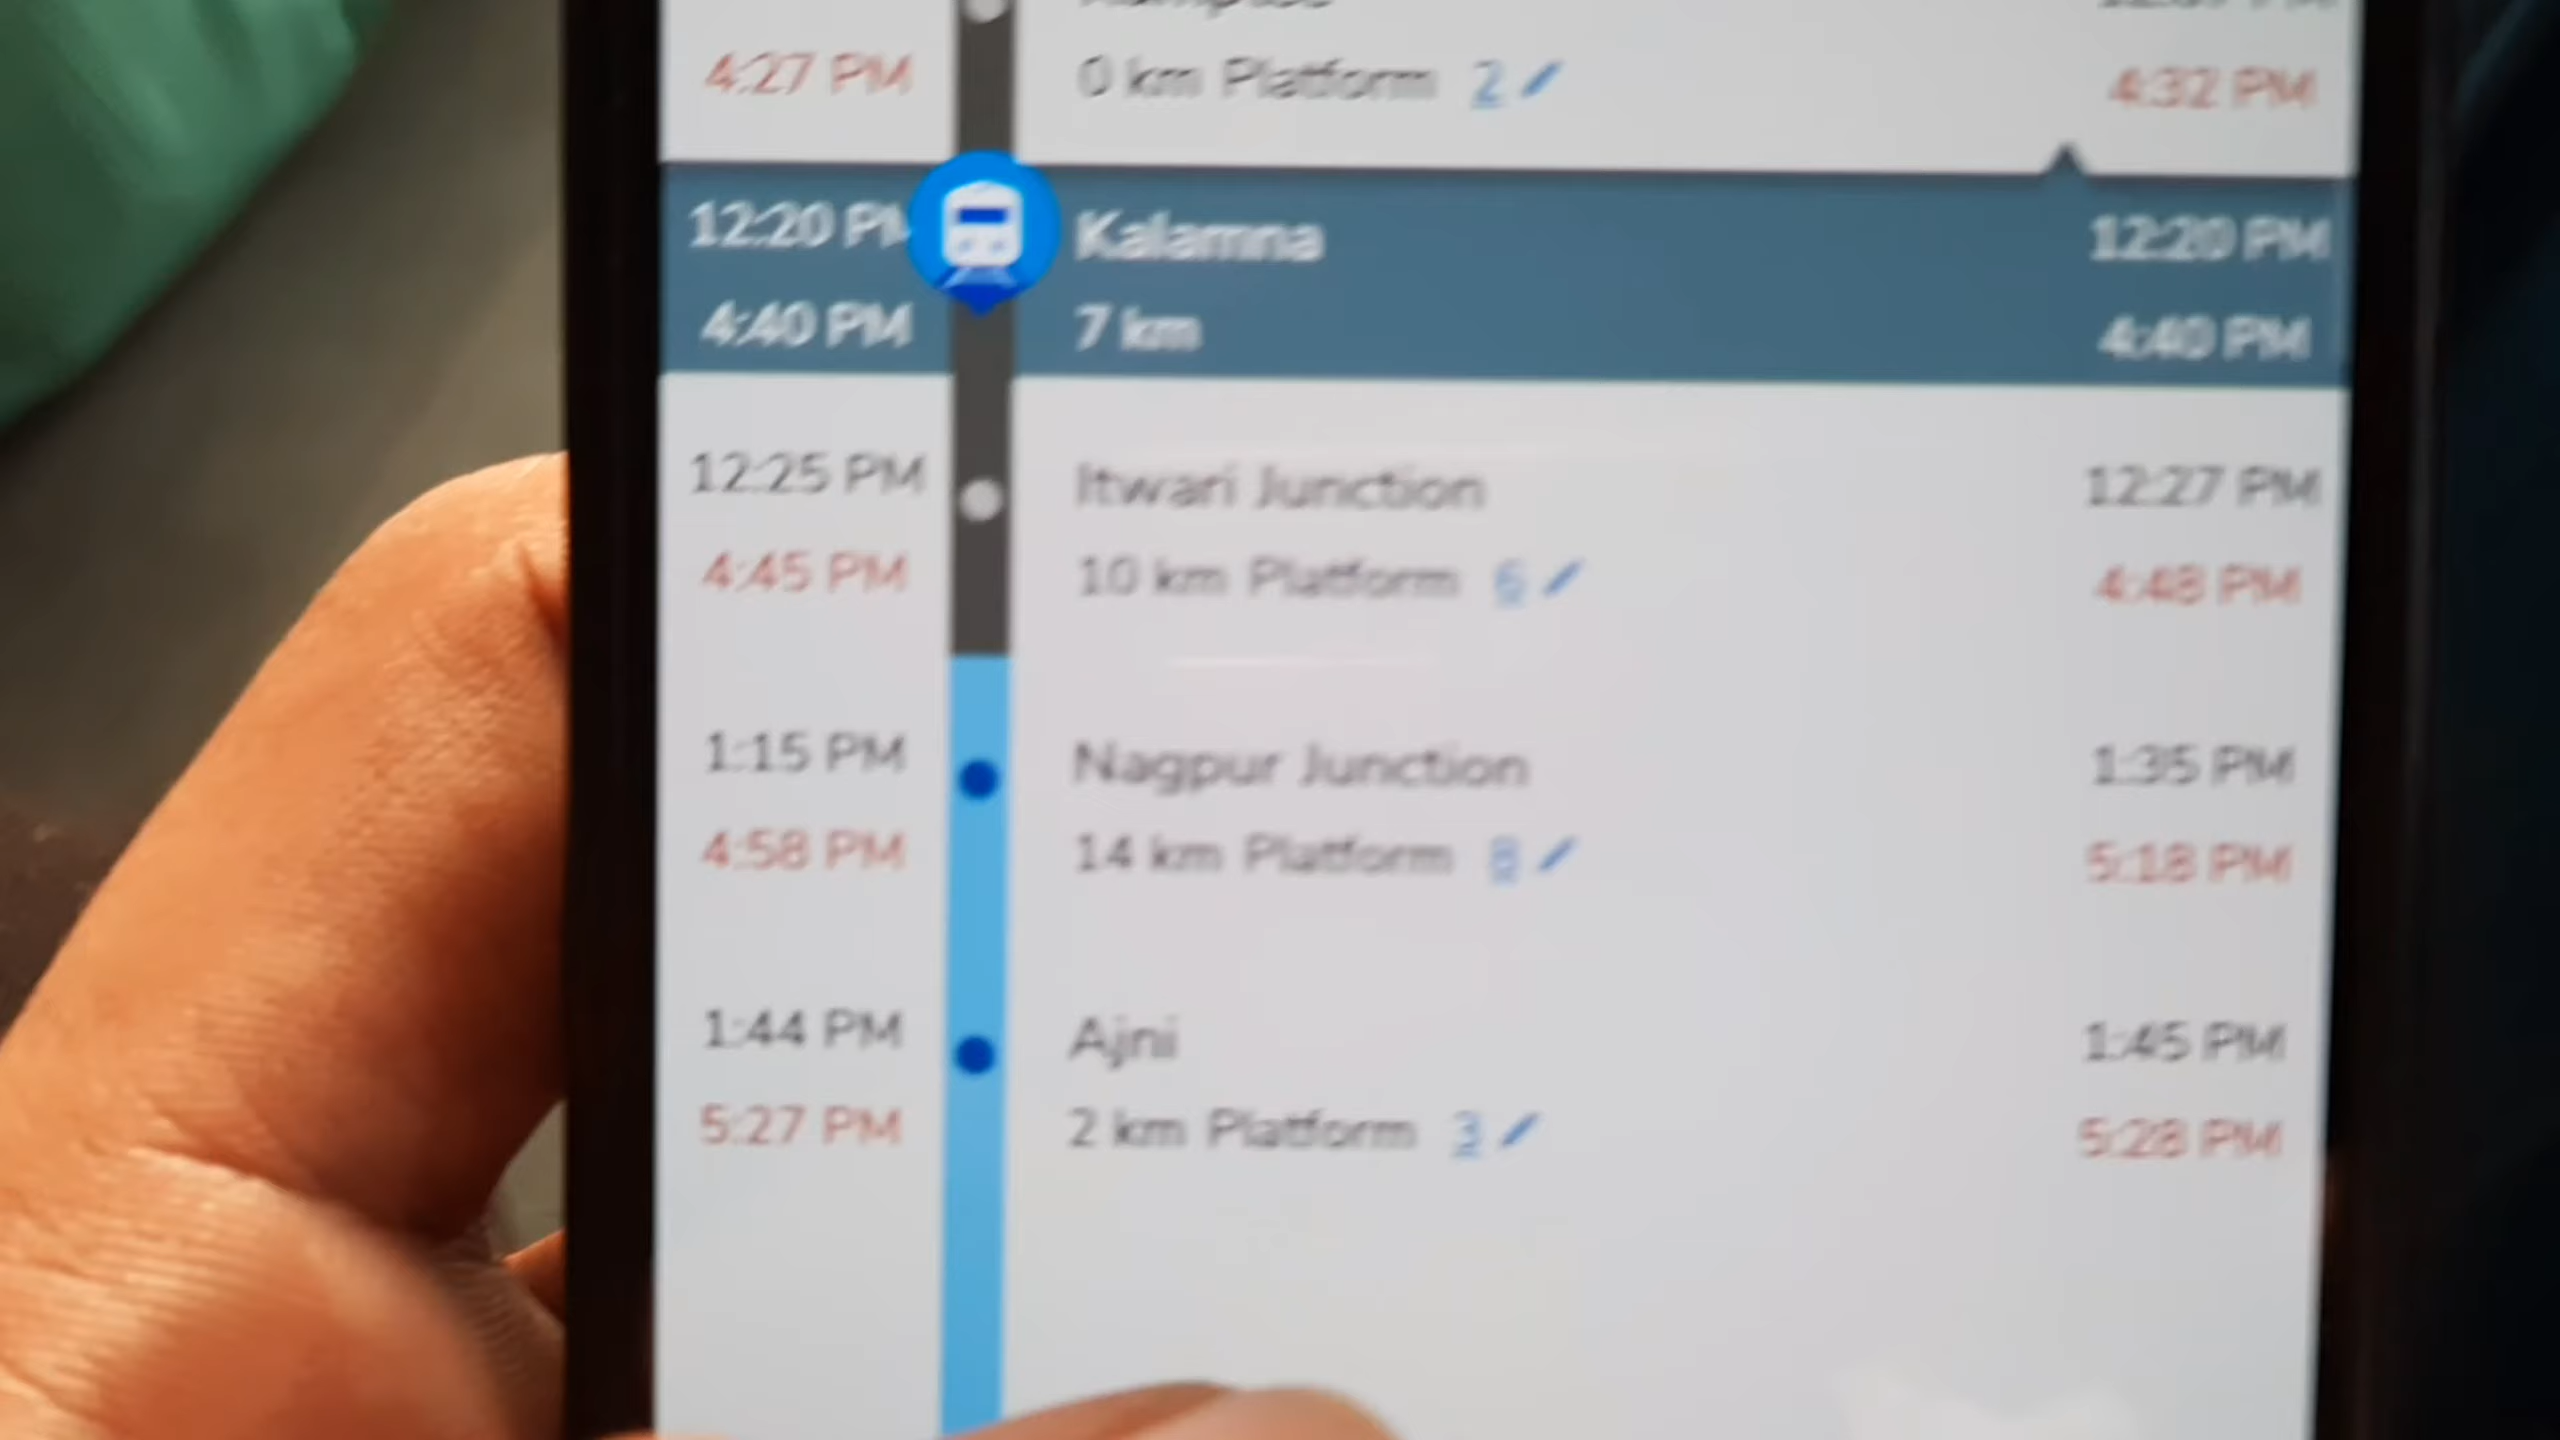 4:27 PM 0 km Platform 2 4:32 PM
12:20 PM Kalamna 12:20 PM
4:40 PM 7 km 4:40 PM
12:25 PM Itwari Junction 12:27 PM
4:45 PM 10 km Platform 6 4:48 PM
1:15 PM Nagpur Junction 1:35 PM
4:58 PM 14 km Platform 8 5:18 PM
1:44 PM Ajni 1:45 PM
5:27 PM 2 km Platform 3 5:28 PM